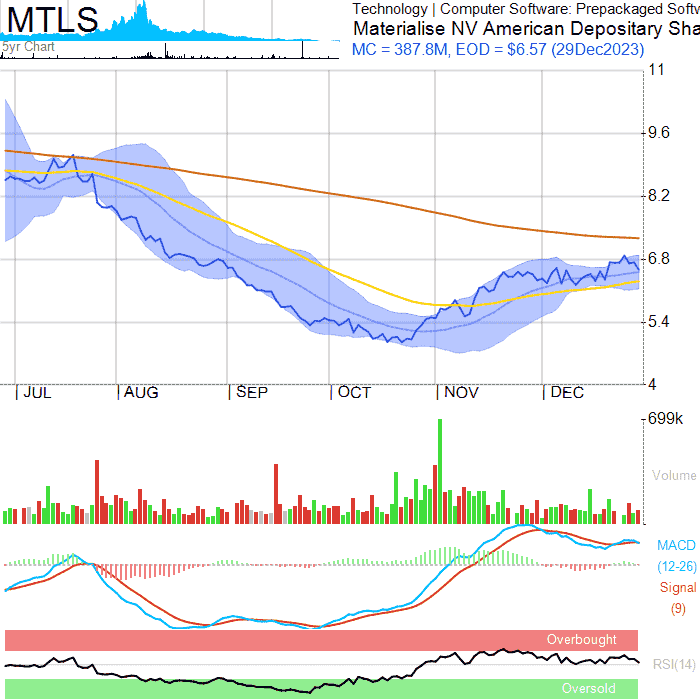 MTLS
5yr Chart
Technology | Computer Software: Prepackaged Softw
Materialise NV American Depositary Sha
MC = 387.8M, EOD = $6.57 (29Dec2023)
11
9.6
8.2
6.8
5.4
4
JUL
AUG
SEP
OCT
NOV
DEC
699k
Volume
MACD
(12-26)
Signal
(9)
Overbought
RSI(14)
Oversold